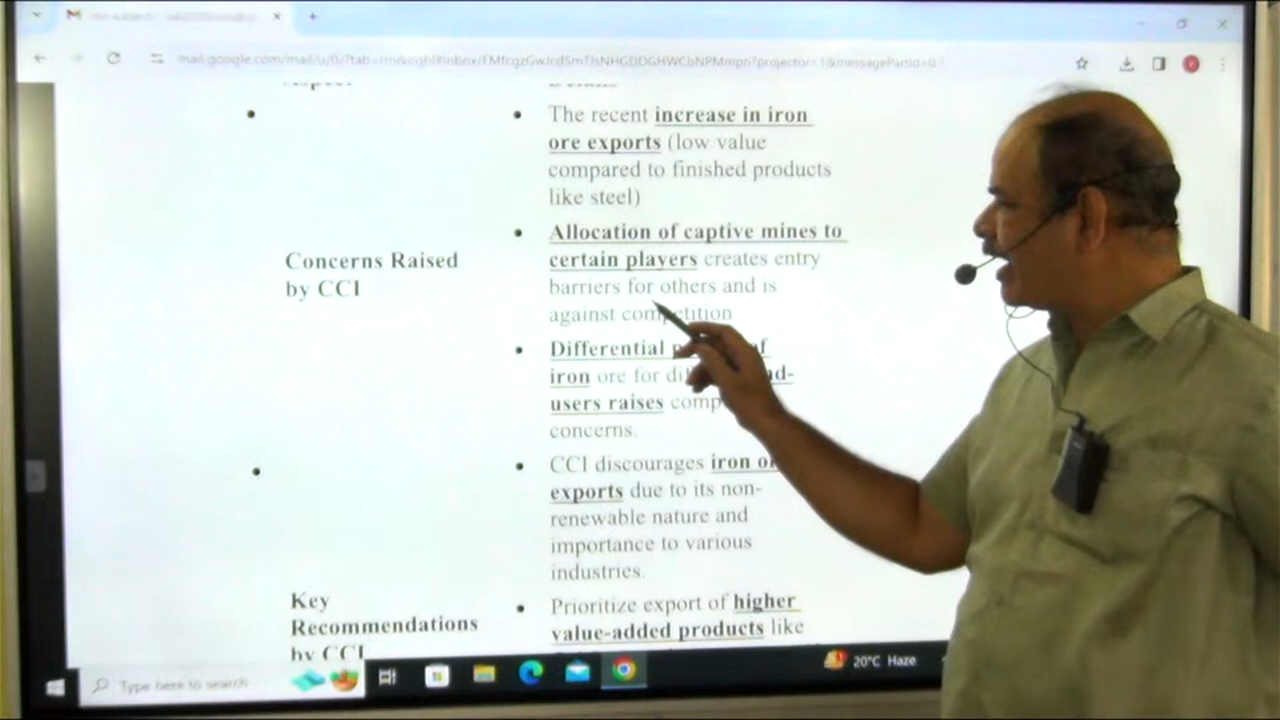 The recent increase in iron
ore exports (low value
compared to finished products
like steel)
Concerns Raised
by CCI
Allocation of captive mines to
certain players creates entry
barriers for others and is
against competition
Differential
iron ore for
users raises
concerns.
CCI discourages iron
exports due to its non-
renewable nature and
importance to various
industries.
Key
Recommendations
by CCI
Prioritize export of higher
value-added products like
Type here to search
20°C Haze